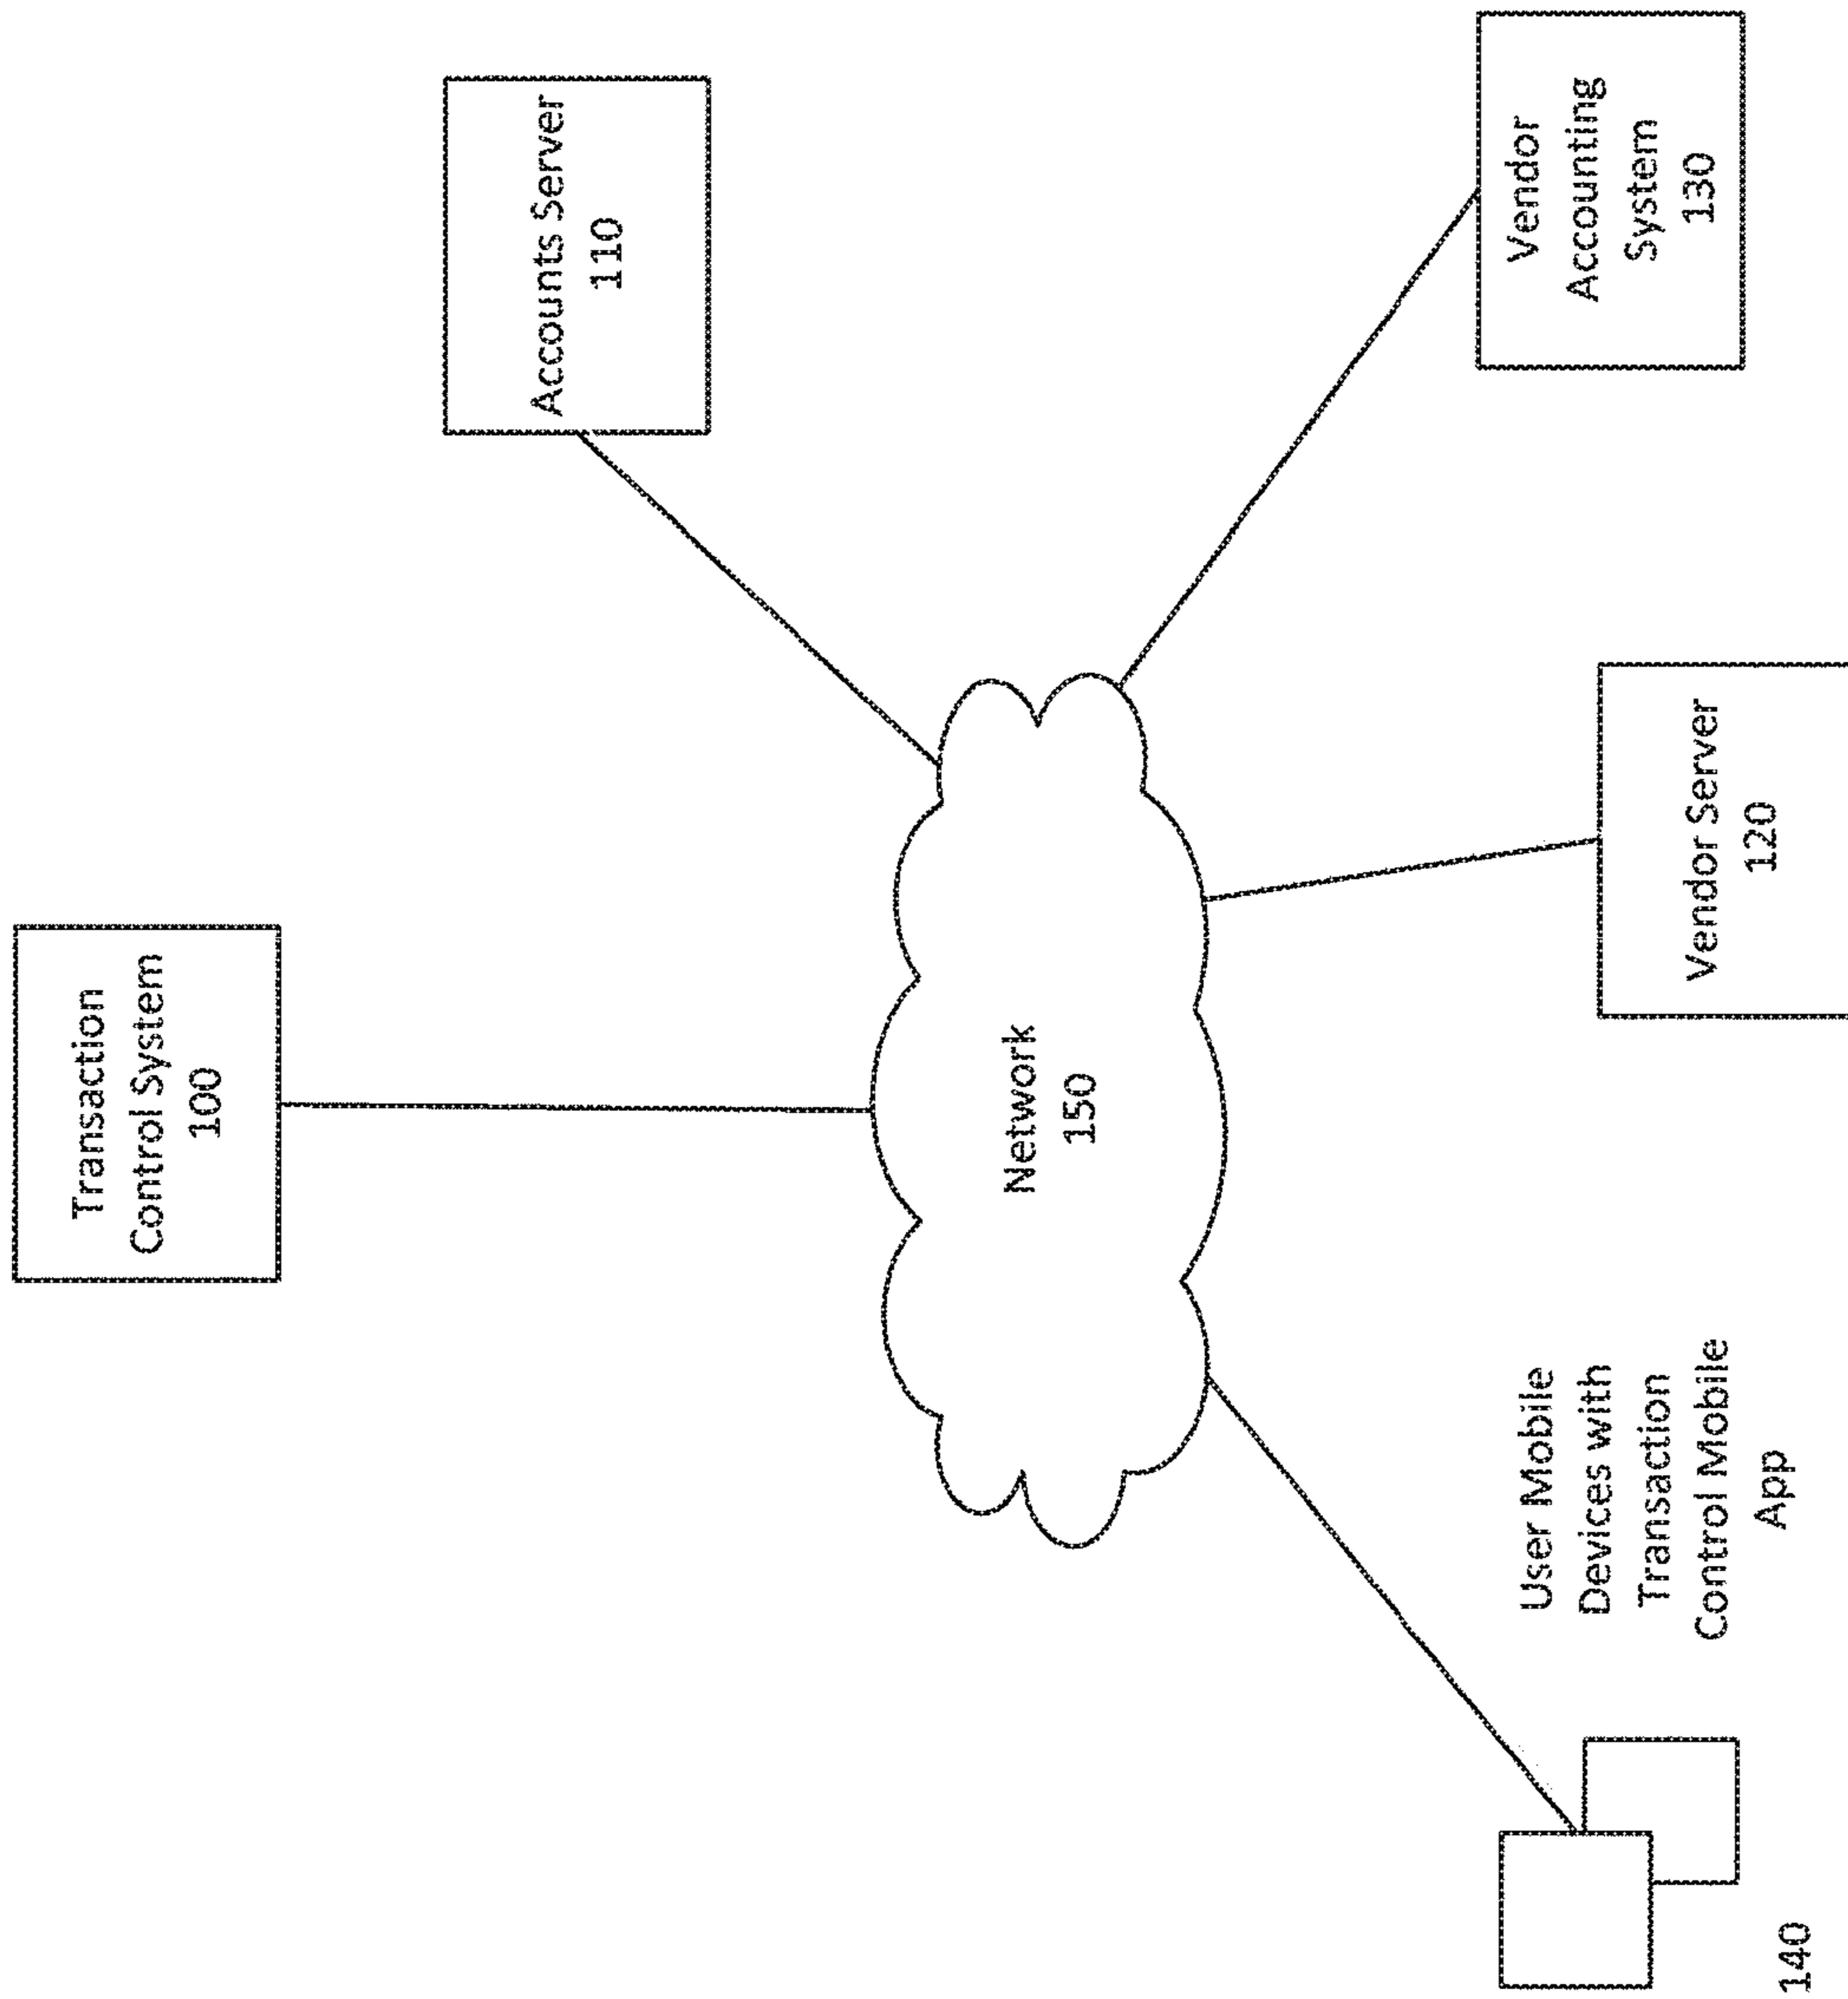 Transaction
Control System
100
Accounts Server
110
Network
150
Vendor
Accounting
System
130
Vendor Server
120
User Mobile
Devices with
Transaction
Control Mobile
App
140